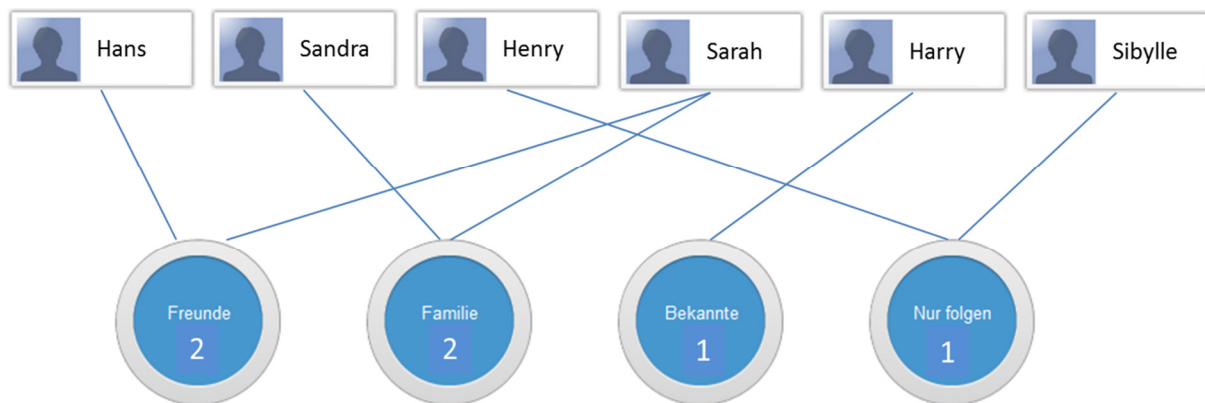 Hans
Sandra
Henry
Sarah
Harry
Sibylle
Freunde
2
Familie
2
Bekannte
1
Nur folgen
1